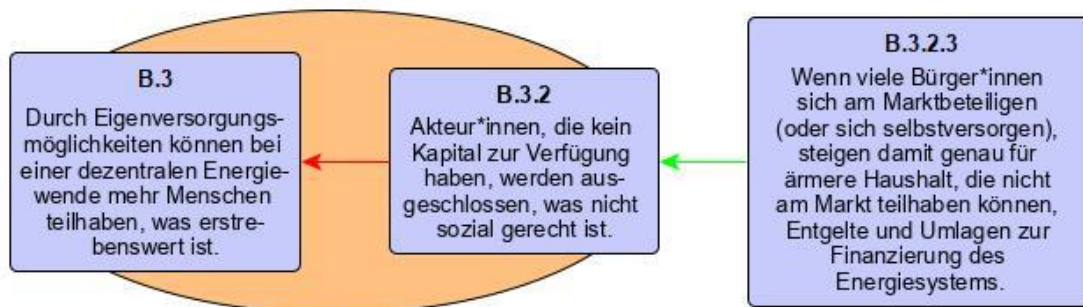 B.3
Durch Eigenversorgungs-
möglichkeiten können bei
einer dezentralen Energie-
wende mehr Menschen
teilhaben, was erstre-
benswert ist.
B.3.2
Akteur*innen, die kein
Kapital zur Verfügung
haben, werden aus-
geschlossen, was nicht
sozial gerecht ist.
B.3.2.3
Wenn viele Bürger*innen
sich am Marktbeteiligen
(oder sich selbstversorgen),
steigen damit genau für
ärmere Haushalt, die nicht
am Markt teilhaben können,
Entgelte und Umlagen zur
Finanzierung des
Energiesystems.